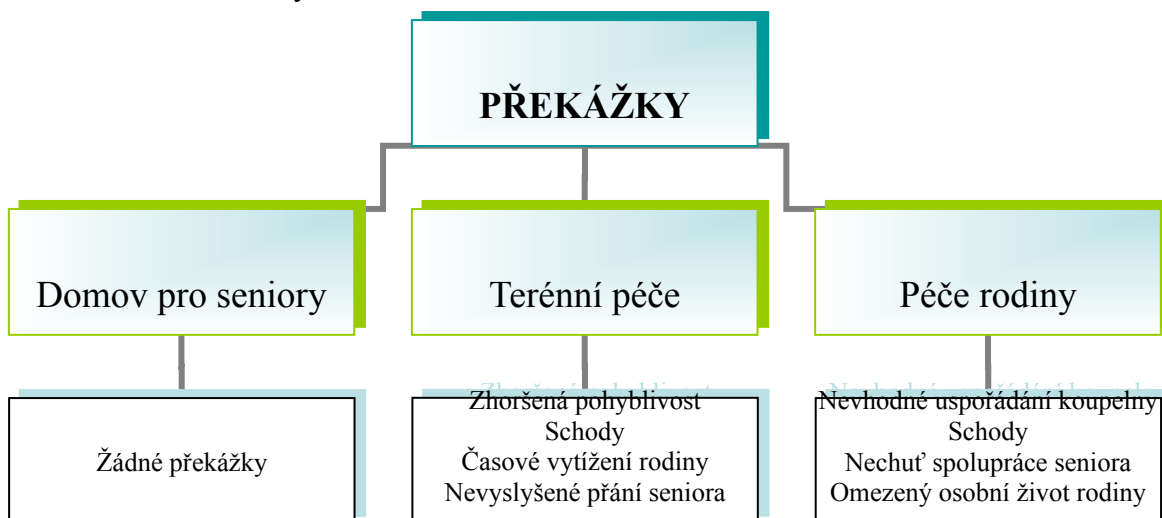 PŘEKÁŽKY
Domov pro seniory
Terénní péče
Péče rodiny
Žádné překážky
Zhoršená pohyblivost
Schody
Časové vytížení rodiny
Nevyslyšené přání seniora
Nevhodné uspořádání koupelny
Schody
Nechuť spolupráce seniora
Omezený osobní život rodiny